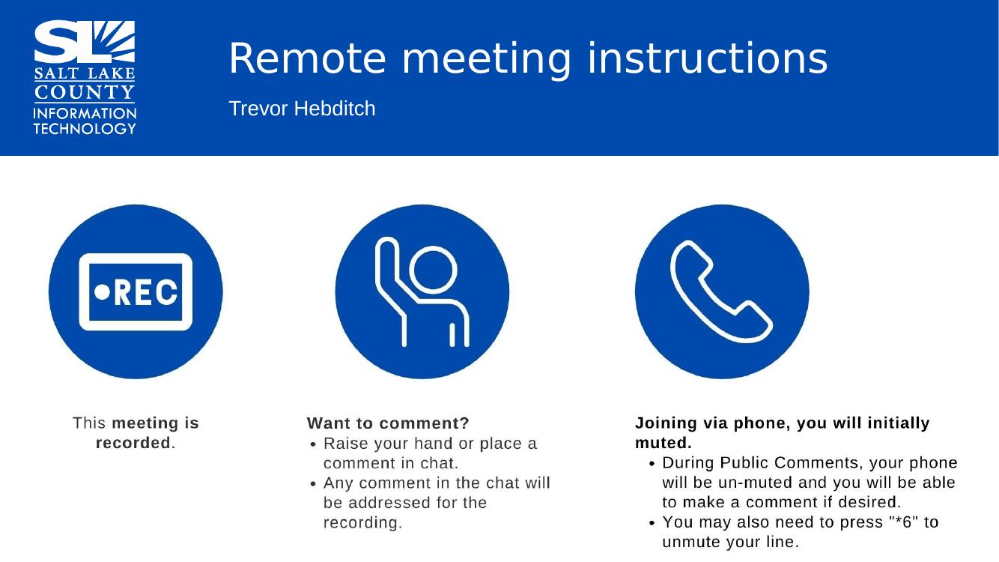 SL
SALT LAKE
COUNTY
INFORMATION
TECHNOLOGY
Remote meeting instructions
Trevor Hebditch
•REC
This meeting is
recorded.
Want to comment?
• Raise your hand or place a
comment in chat.
• Any comment in the chat will
be addressed for the
recording.
Joining via phone, you will initially
muted.
• During Public Comments, your phone
will be un-muted and you will be able
to make a comment if desired.
• You may also need to press "*6" to
unmute your line.